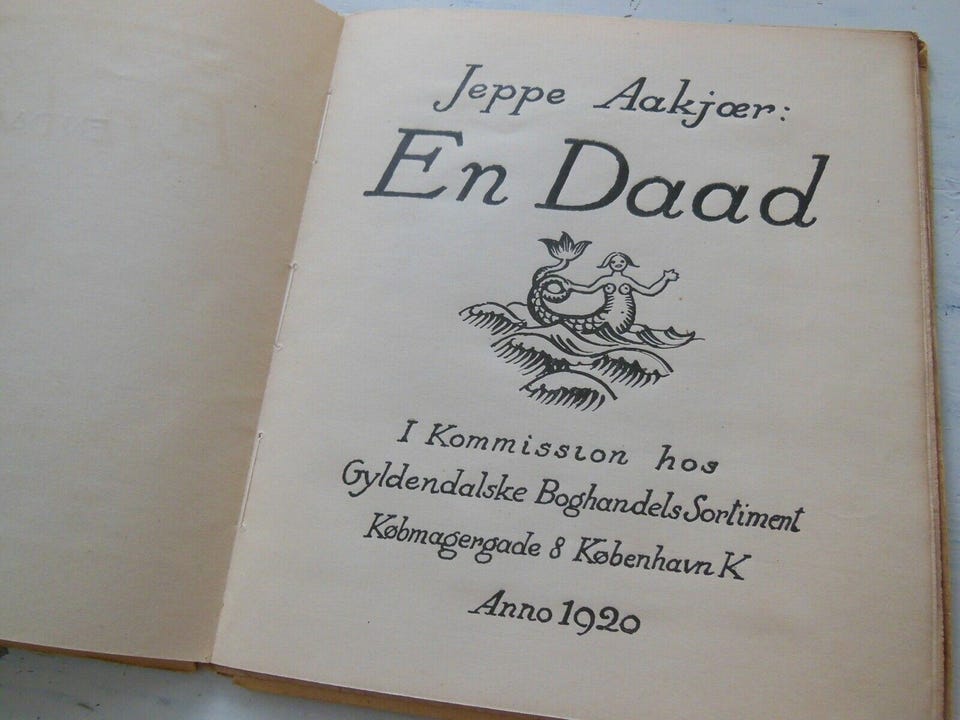 Jeppe Aakjær:
En Daad
I Kommission hos
Gyldendalske Boghandels Sortiment
Købmagergade 8 København K
Anno 1920